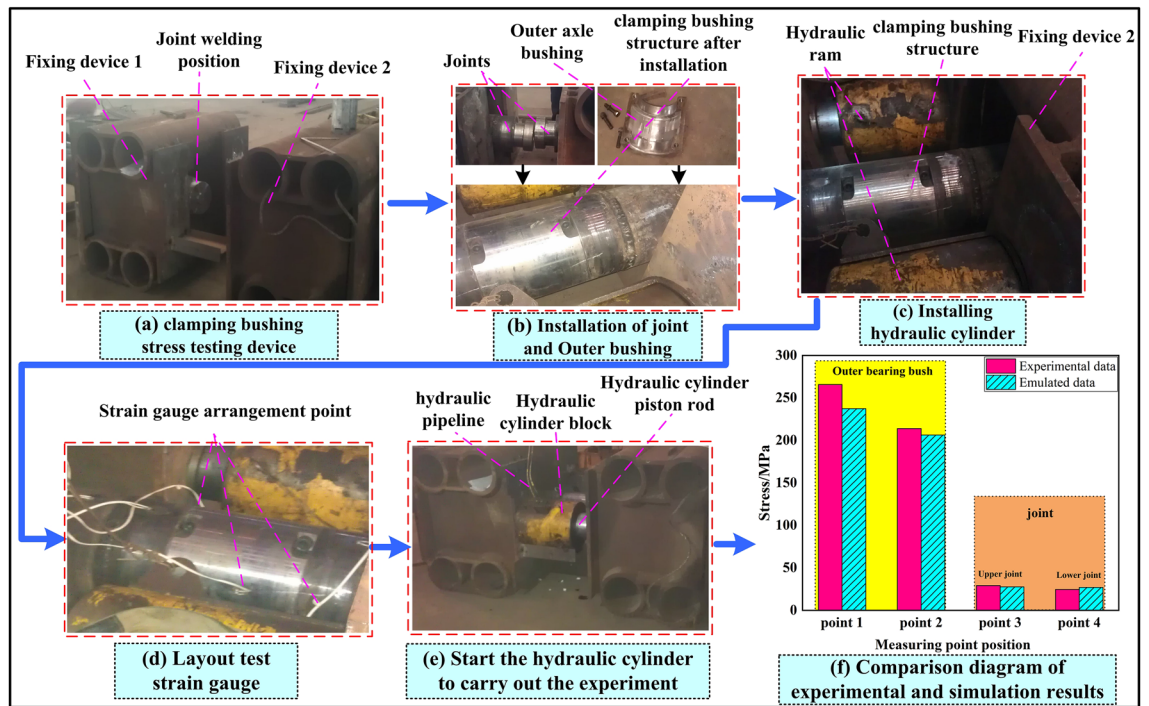 Fixing device 1
Joint welding
position
Fixing device 2
(a) clamping bushing
stress testing device
Joints
Outer axle
bushing
clamping bushing
structure after
installation
(b) Installation of joint
and Outer bushing
Hydraulic
ram
clamping bushing
structure
Fixing device 2
(c) Installing
hydraulic cylinder
Strain gauge arrangement point
(d) Layout test
strain gauge
hydraulic
pipeline
Hydraulic
cylinder block
Hydraulic cylinder
piston rod
(e) Start the hydraulic cylinder
to carry out the experiment
Outer bearing bush
Experimental data
Emulated data
joint
Upper joint
Lower joint
Stress/MPa
300
250
200
150
100
50
0
point 1 point 2 point 3 point 4
Measuring point position
(f) Comparison diagram of
experimental and simulation results